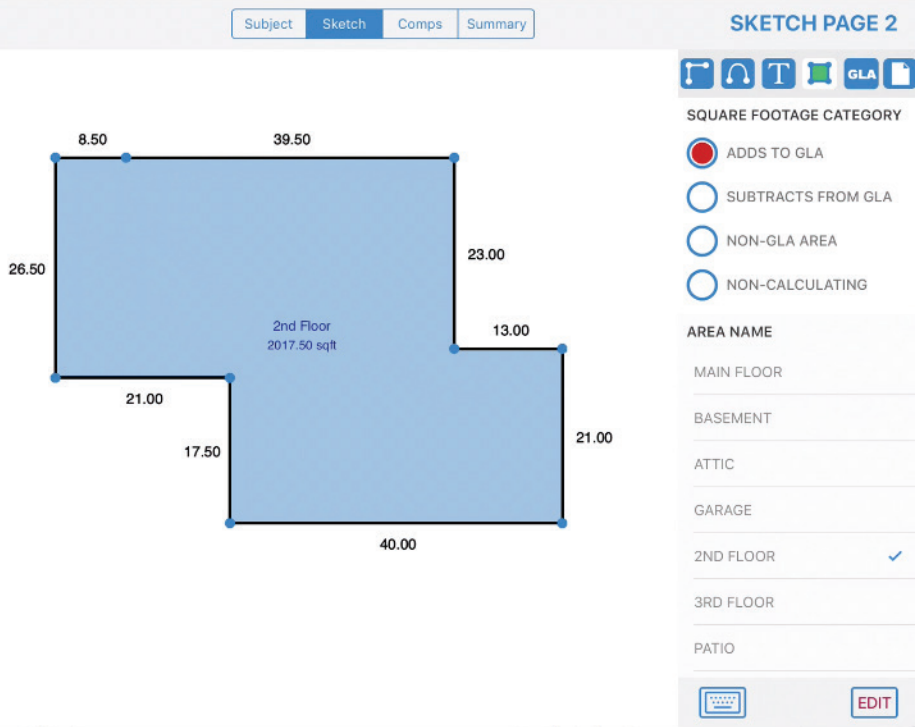 Subject Sketch Comps Summary
SKETCH PAGE 2
T GLA
SQUARE FOOTAGE CATEGORY
ADDS TO GLA
SUBTRACTS FROM GLA
NON-GLA AREA
NON-CALCULATING
AREA NAME
MAIN FLOOR
BASEMENT
ATTIC
GARAGE
2ND FLOOR
3RD FLOOR
PATIO
EDIT
8.50 39.50
26.50
23.00
2nd Floor
2017.50 sqft
13.00
21.00
17.50
21.00
40.00